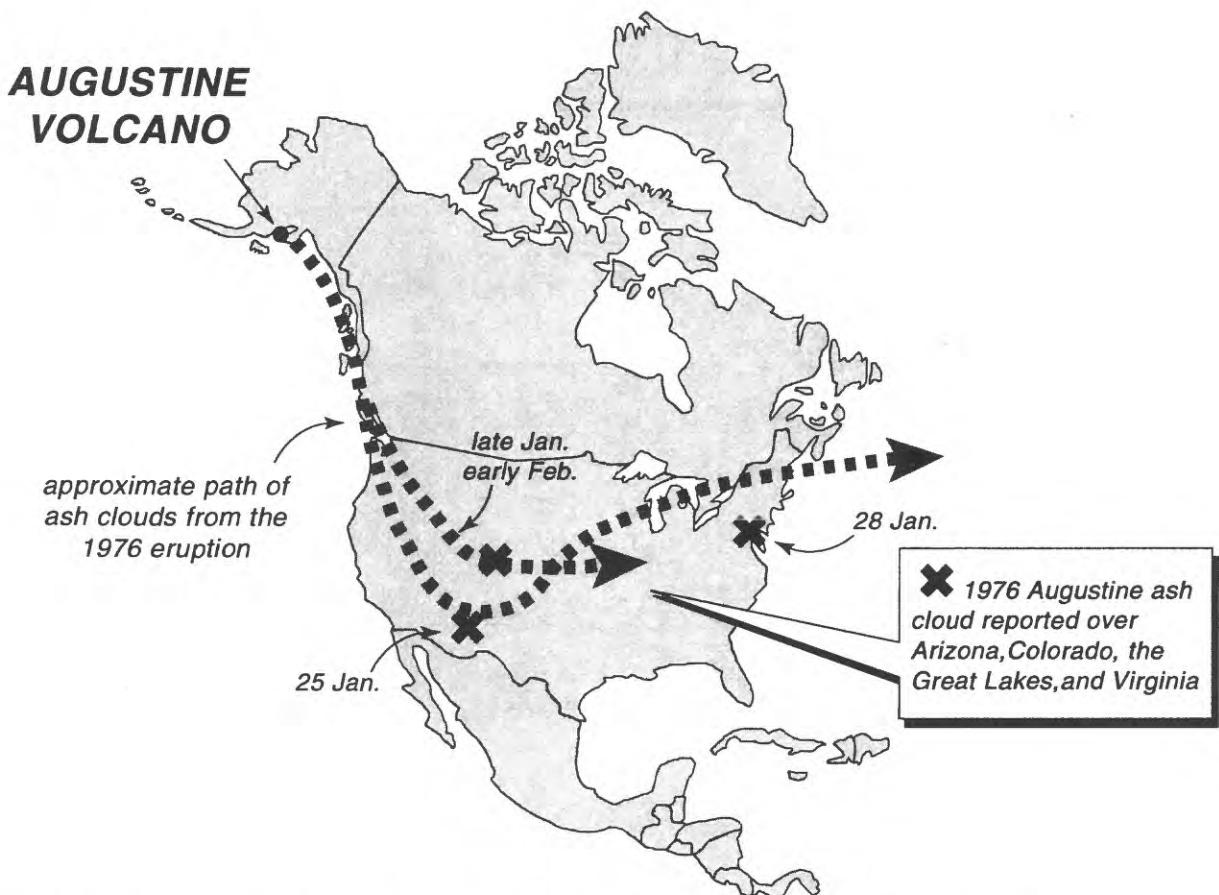 AUGUSTINE
VOLCANO
late Jan.
early Feb.
approximate path of
ash clouds from the
1976 eruption
28 Jan.
25 Jan.
1976 Augustine ash
cloud reported over
Arizona,Colorado, the
Great Lakes,and Virginia